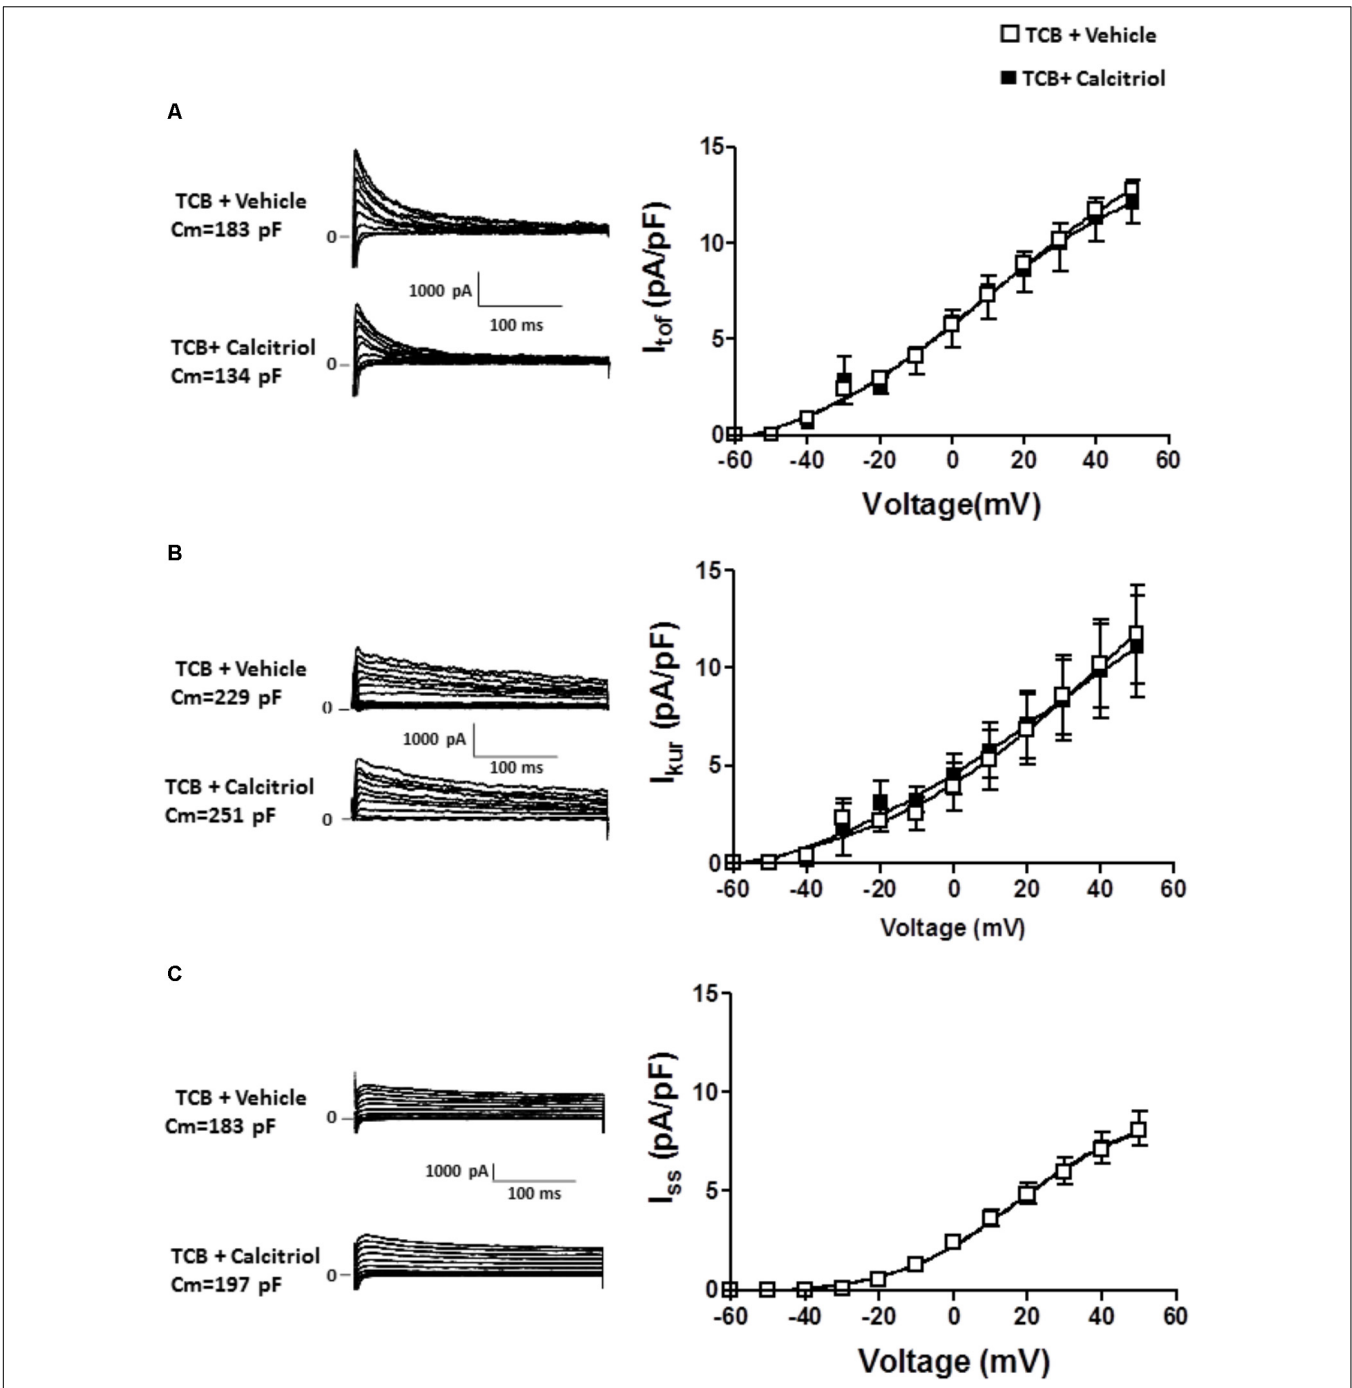 TCB + Vehicle
TCB+ Calcitriol
A
TCB + Vehicle
Cm=183 pF
0
1000 pA
100 ms
TCB+ Calcitriol
Cm=134 pF
0
15
10
5
0
Itof (pA/pF)
-60 -40 -20 0 20 40 60
Voltage(mV)
B
TCB + Vehicle
Cm=229 pF
0
1000 pA
100 ms
TCB + Calcitriol
Cm=251 pF
0
15
10
5
0
Ikur (pA/pF)
-60 -40 -20 0 20 40 60
Voltage (mV)
C
TCB + Vehicle
Cm=183 pF
0
1000 pA
100 ms
TCB + Calcitriol
Cm=197 pF
0
15
10
5
0
Iss (pA/pF)
-60 -40 -20 0 20 40 60
Voltage (mV)